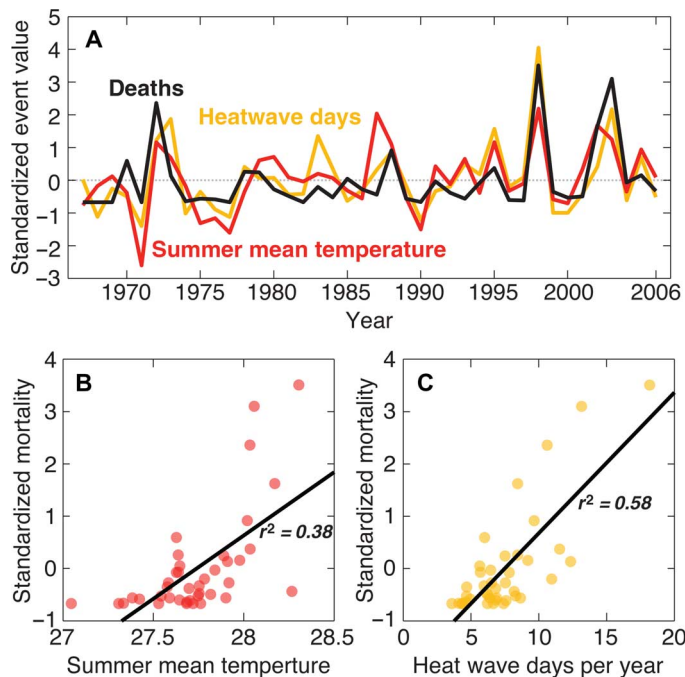 A
Standardized event value
5
4
3
2
1
0
−1
−2
−3
Deaths
Heatwave days
Summer mean temperature
1970 1975 1980 1985 1990 1995 2000 2006
Year
B
Standardized mortality
4
3
2
1
0
-1
r² = 0.38
27 27.5 28 28.5
Summer mean temperture
C
Standardized mortality
4
3
2
1
0
-1
r² = 0.58
0 5 10 15 20
Heat wave days per year